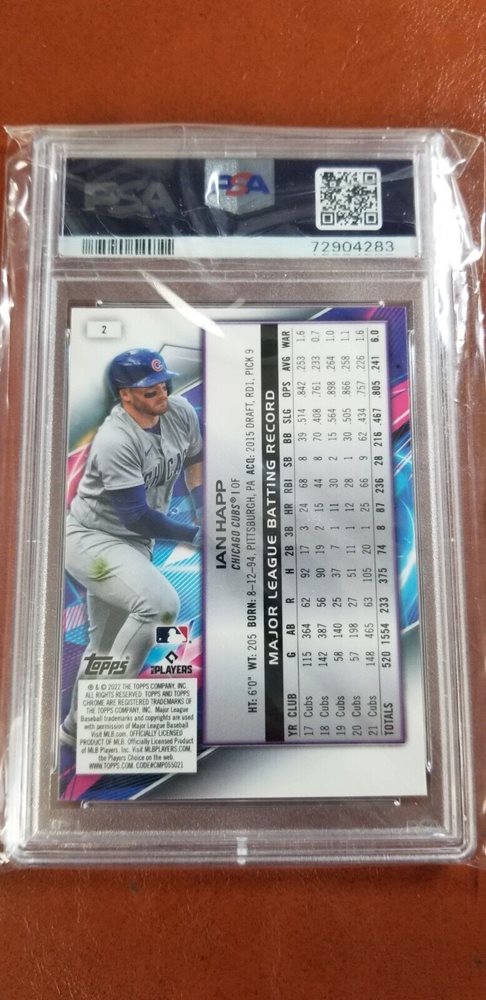 PSA
PSA
72904283
2
IAN HAPP
CHICAGO CUBS® | OF
HT: 6'0" WT: 205 BORN: 8-12-94, PITTSBURGH, PA ACQ: 2015 DRAFT, RD1, PICK 9
MAJOR LEAGUE BATTING RECORD
YR CLUB G AB R H 2B 3B HR RBI SB BB SLG OPS AVG WAR
17 Cubs 115 364 62 92 17 3 24 68 8 39 .514 .842 .253 1.6
18 Cubs 142 387 56 90 19 2 15 44 8 70 .408 .761 .233 0.7
19 Cubs 58 140 25 37 7 1 11 30 2 15 .564 .898 .264 1.0
20 Cubs 57 198 27 51 11 1 12 28 1 30 .505 .866 .258 1.1
21 Cubs 148 465 63 105 20 1 25 66 9 62 .434 .757 .226 1.6
TOTALS 520 1554 233 375 74 8 87 236 28 216 .467 .805 .241 6.0
CHICAGO
Topps
PLAYERS
® & © 2022 THE TOPPS COMPANY, INC.
ALL RIGHTS RESERVED. TOPPS AND TOPPS
CHROME ARE REGISTERED TRADEMARKS OF
THE TOPPS COMPANY, INC. Major League
Baseball trademarks and copyrights are used
with permission of Major League Baseball.
Visit MLB.com. OFFICIALLY LICENSED
PRODUCT OF MLB. Officially Licensed Product
of MLB Players, Inc. Visit MLBPLAYERS.COM,
the Players Choice on the web.
WWW.TOPPS.COM. CODE#CMP055021